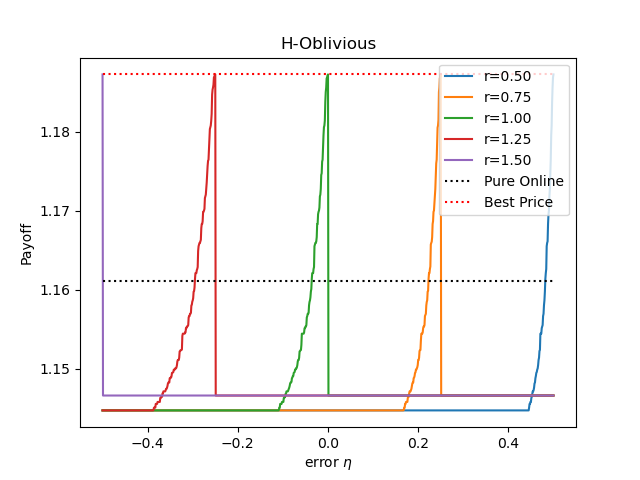 H-Oblivious
Payoff
1.18
1.17
1.16
1.15
r=0.50
r=0.75
r=1.00
r=1.25
r=1.50
Pure Online
Best Price
−0.4 −0.2 0.0 0.2 0.4
error η